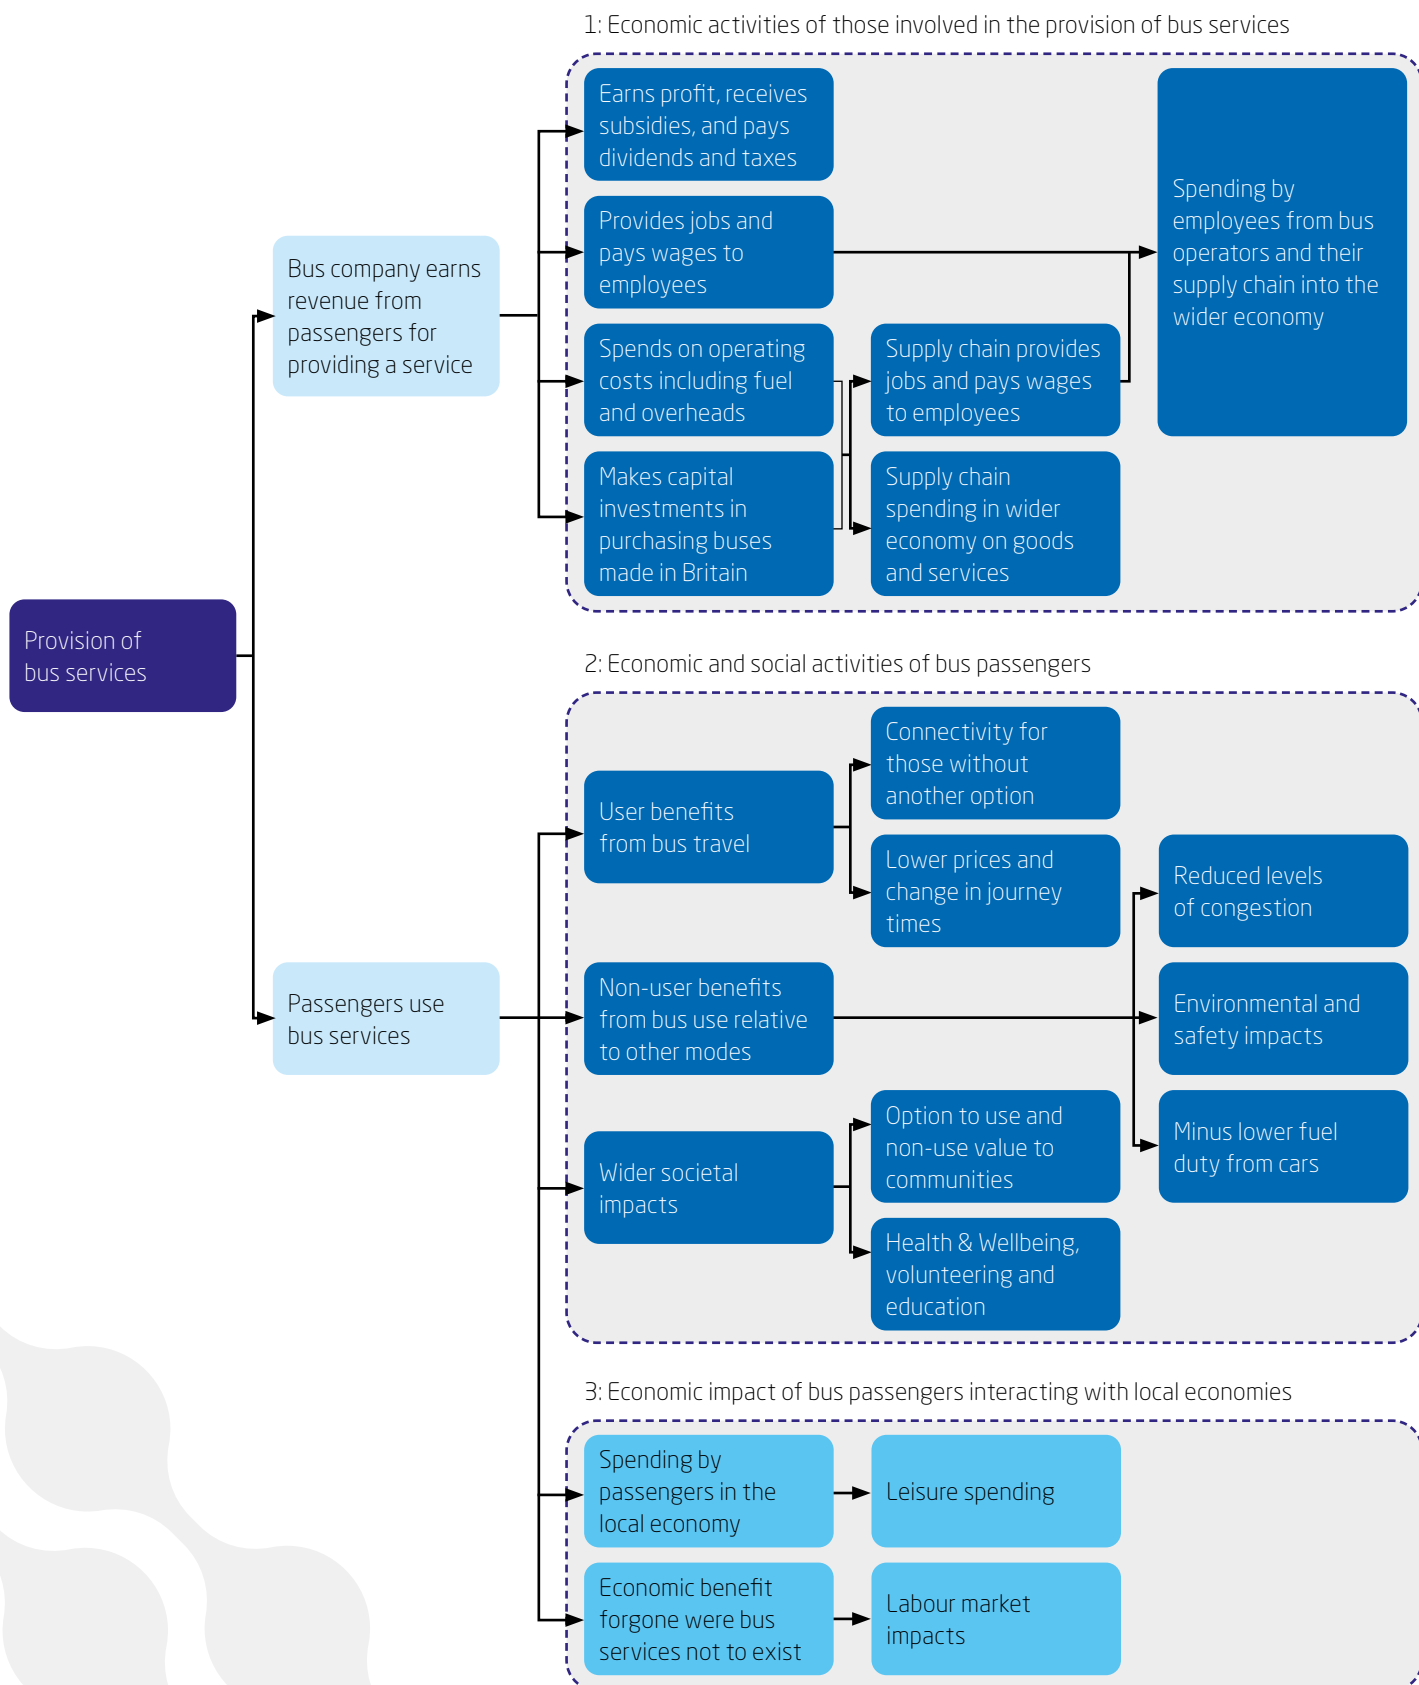 1: Economic activities of those involved in the provision of bus services
Earns profit, receives
subsidies, and pays
dividends and taxes
Spending by
employees from bus
operators and their
supply chain into the
wider economy
Provides jobs and
pays wages to
employees
Bus company earns
revenue from
passengers for
providing a service
Spends on operating
costs including fuel
and overheads
Supply chain provides
jobs and pays wages
to employees
Makes capital
investments in
purchasing buses
made in Britain
Supply chain
spending in wider
economy on goods
and services
Provision of
bus services
2: Economic and social activities of bus passengers
User benefits
from bus travel
Connectivity for
those without
another option
Lower prices and
change in journey
times
Reduced levels
of congestion
Passengers use
bus services
Non-user benefits
from bus use relative
to other modes
Environmental and
safety impacts
Wider societal
impacts
Option to use and
non-use value to
communities
Minus lower fuel
duty from cars
Health & Wellbeing,
volunteering and
education
3: Economic impact of bus passengers interacting with local economies
Spending by
passengers in the
local economy
Leisure spending
Economic benefit
forgone were bus
services not to exist
Labour market
impacts